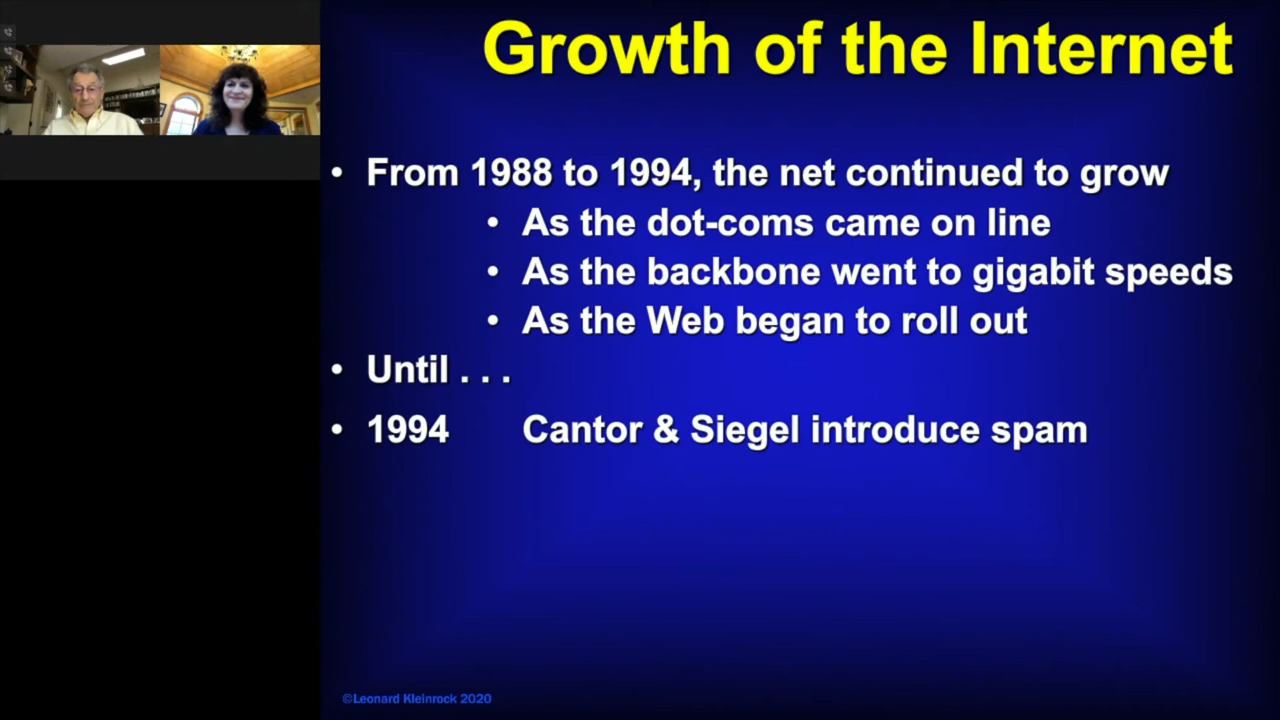 Growth of the Internet
• From 1988 to 1994, the net continued to grow
• As the dot-coms came on line
• As the backbone went to gigabit speeds
• As the Web began to roll out
• Until . . .
• 1994 Cantor & Siegel introduce spam
©Leonard Kleinrock 2020